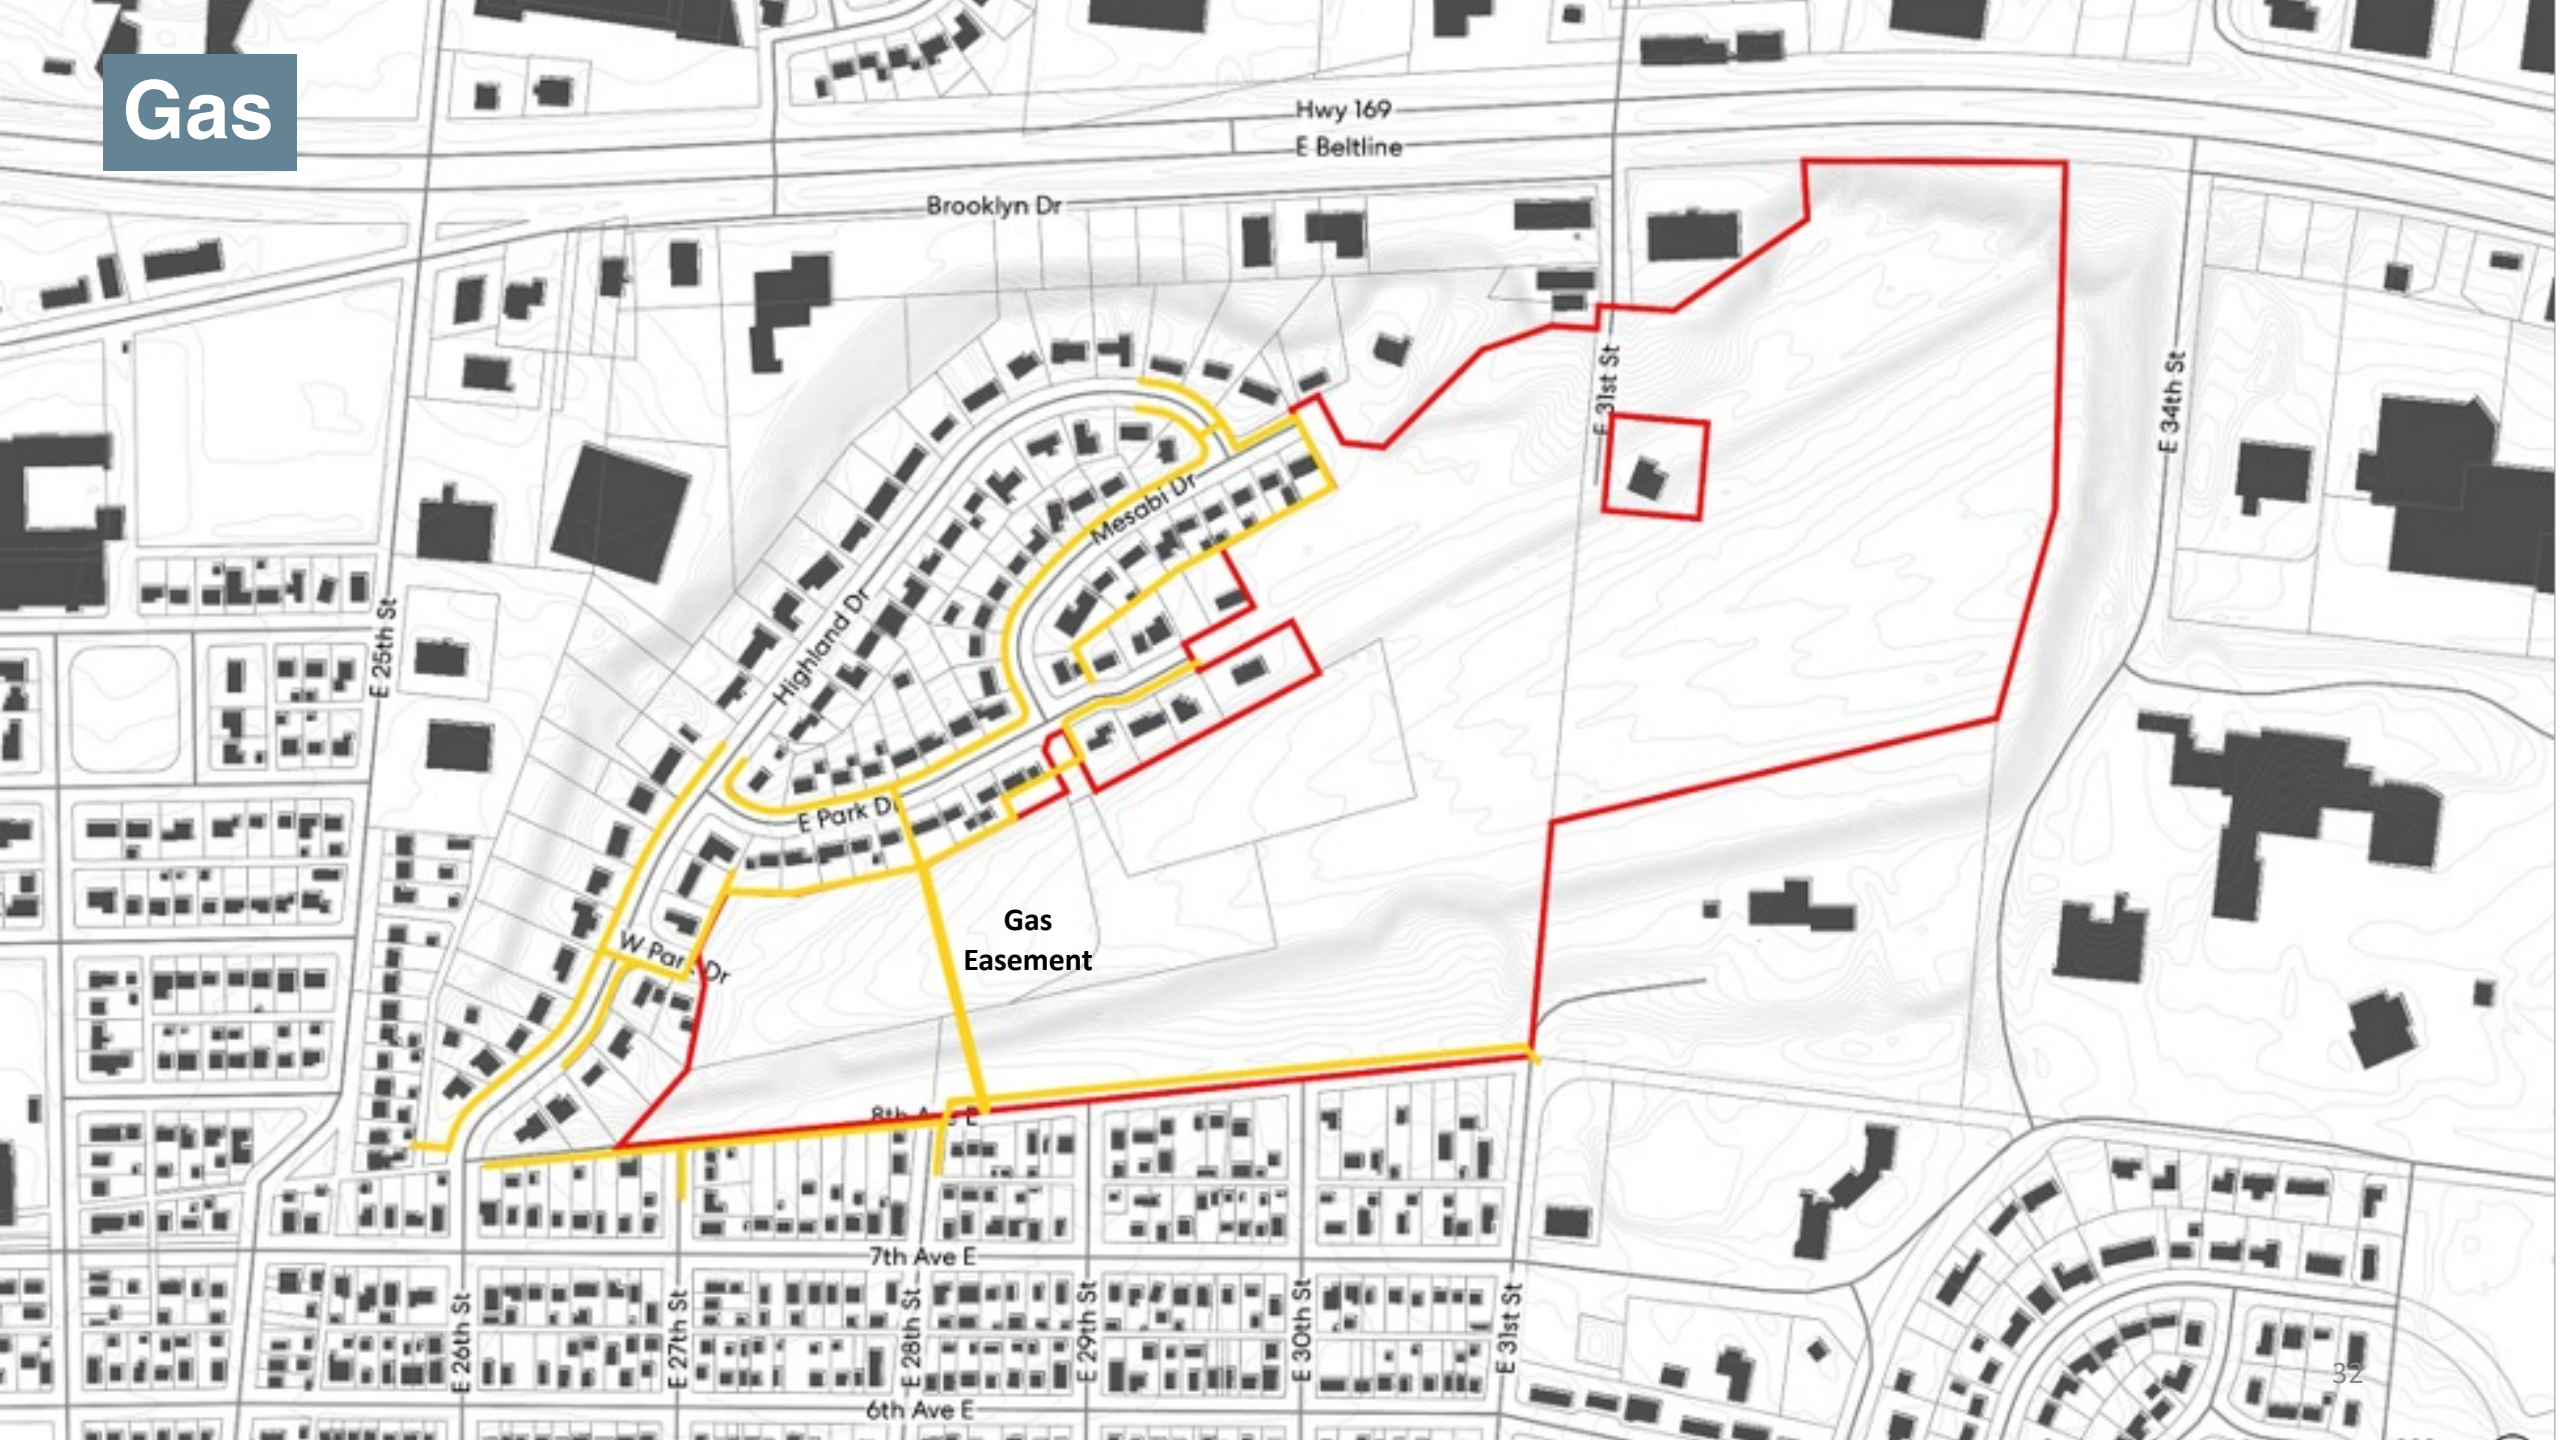 Gas
Hwy 169
E Beltline
Brooklyn Dr
E 31st St
E 34th St
Mesabi Dr
Highland Dr
E 25th St
E Park Dr
Gas
Easement
W Park Dr
8th Ave E
7th Ave E
E 26th St
E 27th St
E 28th St
E 29th St
E 30th St
E 31st St
32
6th Ave E